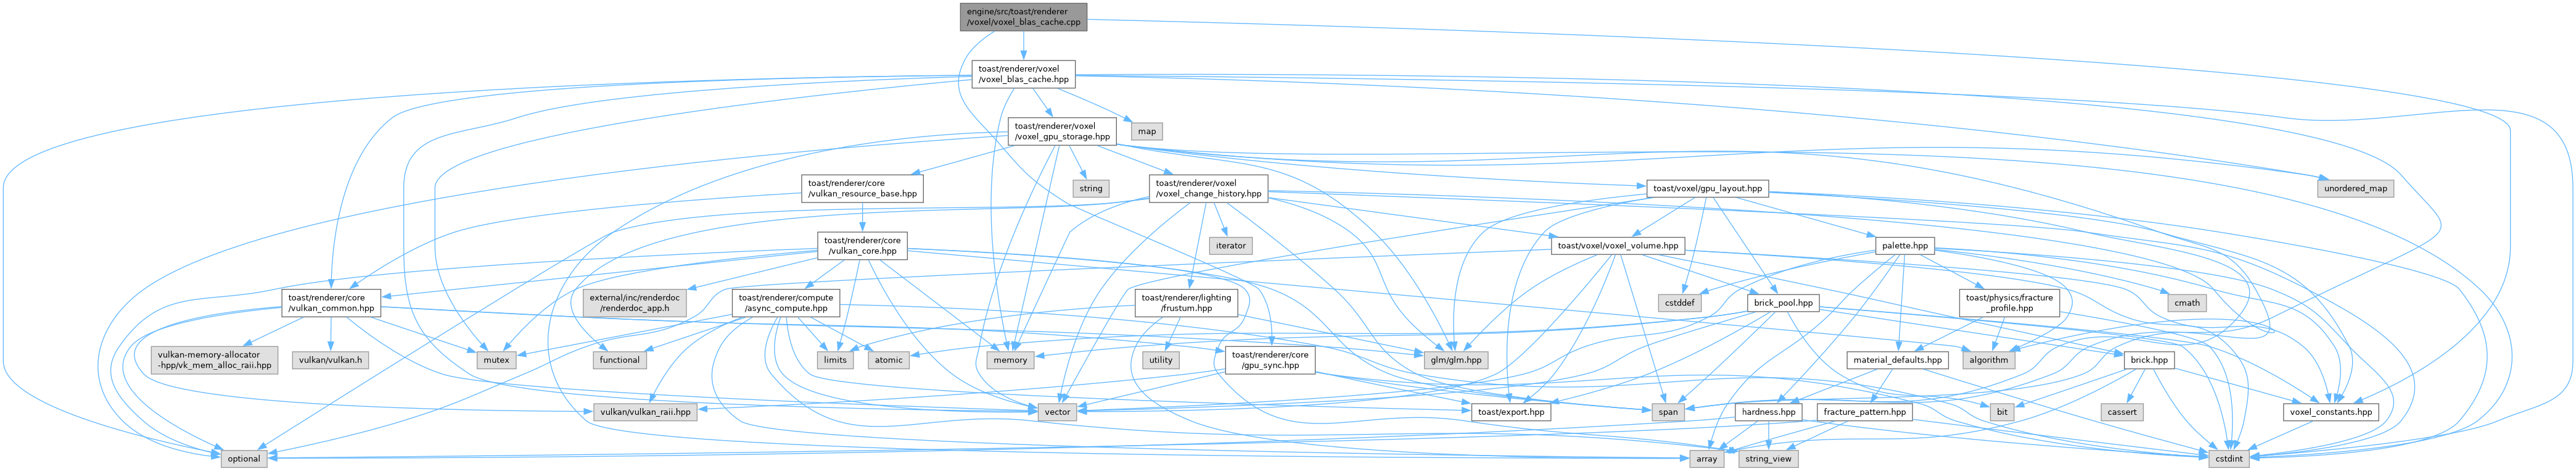 engine/src/toast/renderer
/voxel/voxel_blas_cache.cpp
toast/renderer/voxel
/voxel_blas_cache.hpp
toast/renderer/voxel
/voxel_gpu_storage.hpp
map
toast/renderer/core
/vulkan_resource_base.hpp
string
toast/renderer/voxel
/voxel_change_history.hpp
toast/voxel/gpu_layout.hpp
unordered_map
toast/renderer/core
/vulkan_core.hpp
iterator
toast/voxel/voxel_volume.hpp
palette.hpp
toast/renderer/core
/vulkan_common.hpp
external/inc/renderdoc
/renderdoc_app.h
toast/renderer/compute
/async_compute.hpp
toast/renderer/lighting
/frustum.hpp
cstddef
brick_pool.hpp
toast/physics/fracture
_profile.hpp
cmath
vulkan-memory-allocator
-hpp/vk_mem_alloc_raii.hpp
vulkan/vulkan.h
mutex
functional
limits
atomic
memory
utility
toast/renderer/core
/gpu_sync.hpp
glm/glm.hpp
material_defaults.hpp
algorithm
brick.hpp
vulkan/vulkan_raii.hpp
vector
toast/export.hpp
span
hardness.hpp
fracture_pattern.hpp
bit
cassert
voxel_constants.hpp
optional
array
string_view
cstdint